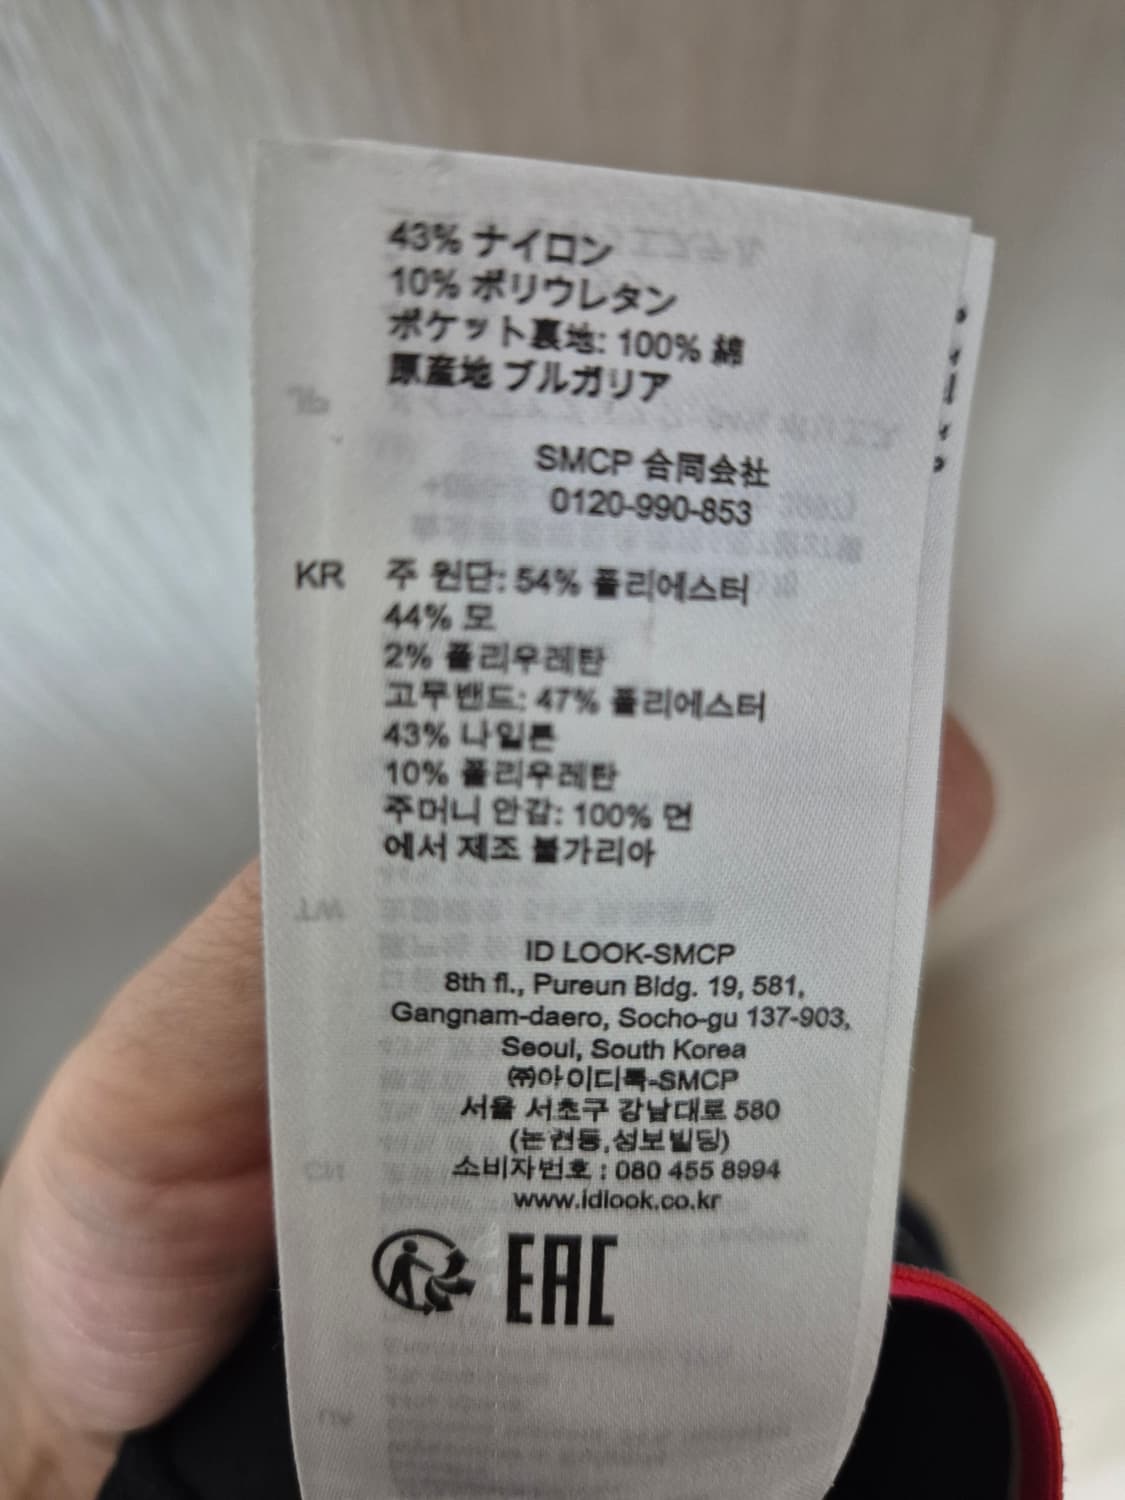 43% ナイロン
10% ポリウレタン
ポケット裏地: 100% 綿
原産地 ブルガリア
SMCP 合同会社
0120-990-853
KR 주 원단: 54% 폴리에스터
44% 모
2% 폴리우레탄
고무밴드: 47% 폴리에스터
43% 나일론
10% 폴리우레탄
주머니 안감: 100% 면
에서 제조 불가리아
ID LOOK-SMCP
8th fl., Pureun Bldg. 19, 581,
Gangnam-daero, Socho-gu 137-903,
Seoul, South Korea
㈜아이디룩-SMCP
서울 서초구 강남대로 580
(논현동,성보빌딩)
소비자번호 : 080 455 8994
www.idlook.co.kr
EAC